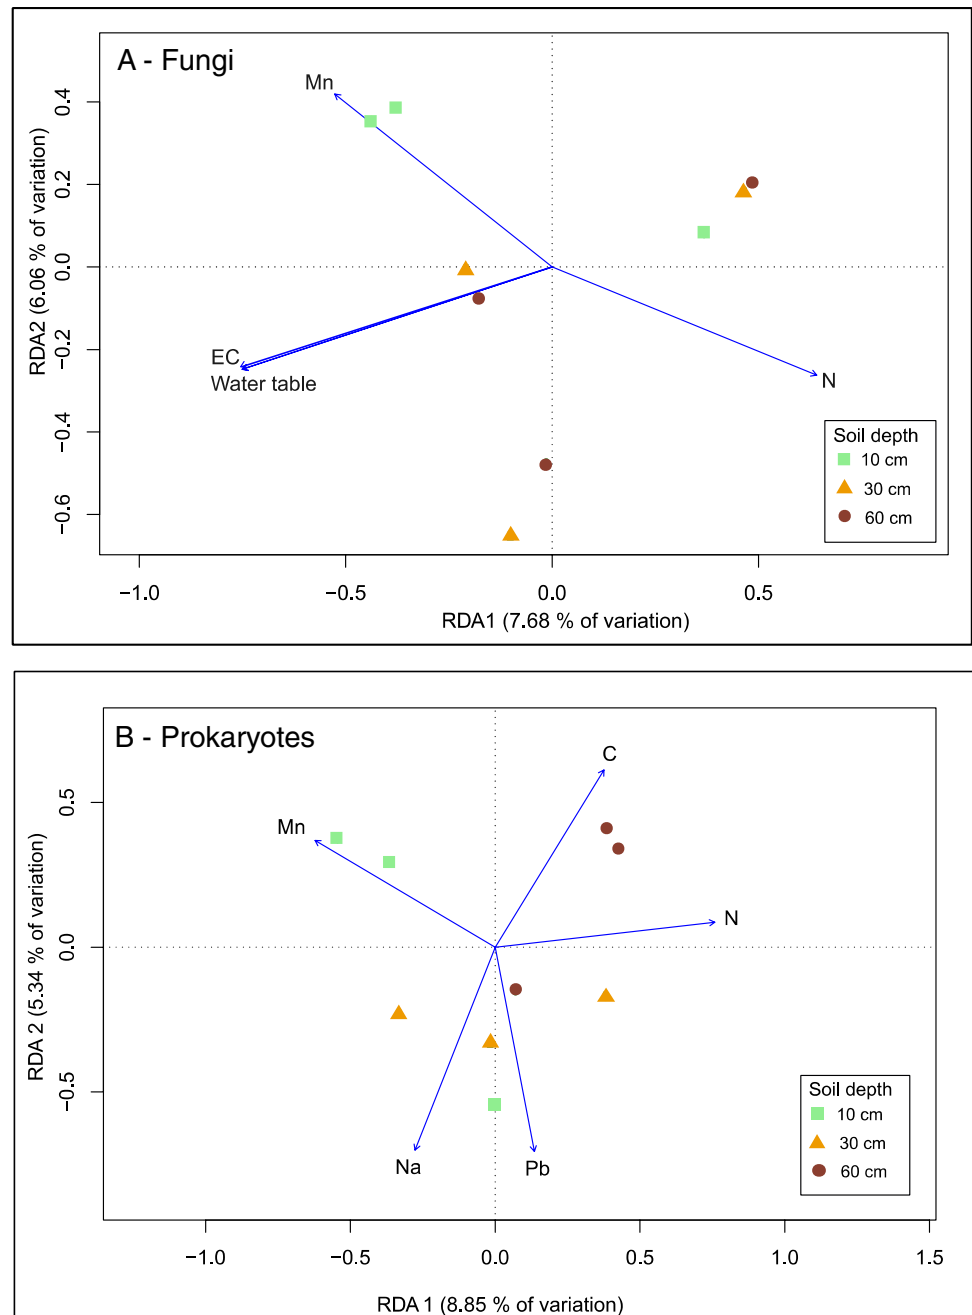 A - Fungi
Mn
EC
Water table
N
RDA2 (6.06 % of variation)
0.4
0.2
0.0
−0.2
−0.4
−0.6
Soil depth
10 cm
30 cm
60 cm
−1.0 −0.5 0.0 0.5
RDA1 (7.68 % of variation)
B - Prokaryotes
C
Mn
N
Na
Pb
RDA 2 (5.34 % of variation)
0.5
0.0
−0.5
Soil depth
10 cm
30 cm
60 cm
−1.0 −0.5 0.0 0.5 1.0 1.5
RDA 1 (8.85 % of variation)